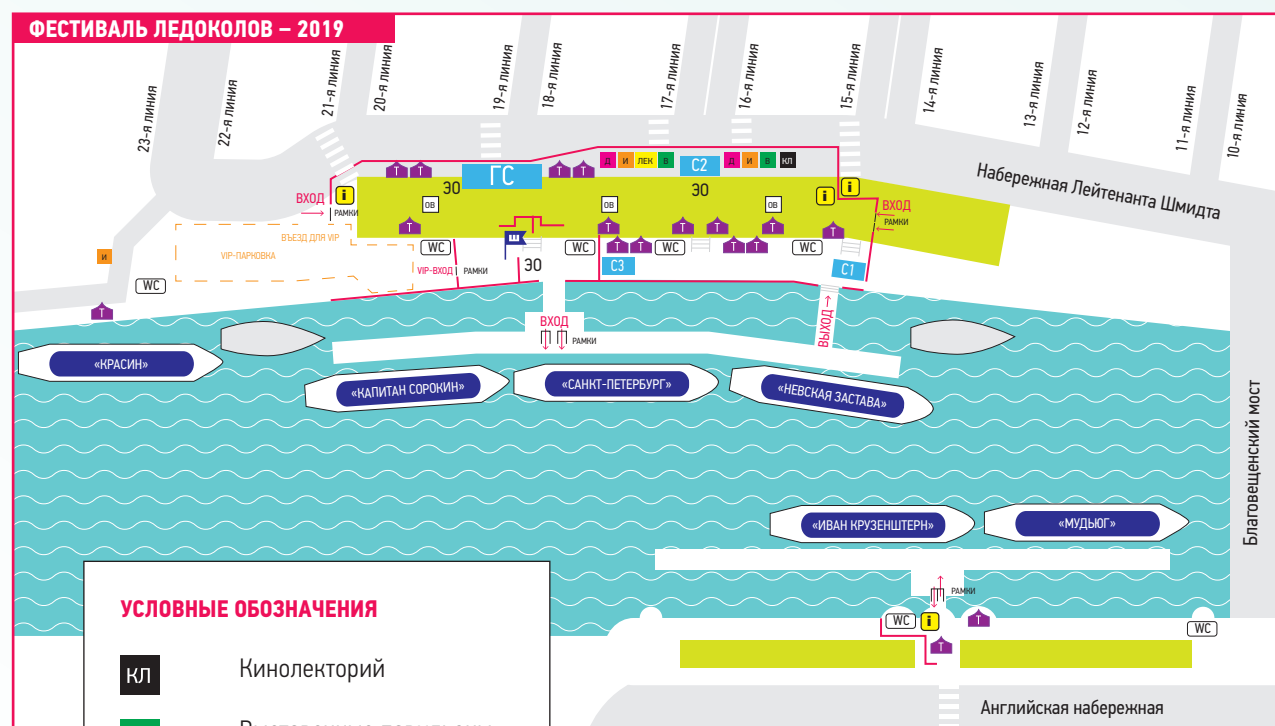 ФЕСТИВАЛЬ ЛЕДОКОЛОВ – 2019
23-я линия
22-я линия
21-я линия
20-я линия
19-я линия
18-я линия
17-я линия
16-я линия
15-я линия
14-я линия
13-я линия
12-я линия
11-я линия
10-я линия
Набережная Лейтенанта Шмидта
Т Т
ГС
Т Т
Д И ЛЕК В
С2
Д И В КЛ
ЗО
ЗО
i
i
i
ВХОД
РАМКИ
ОВ
ОВ
ОВ
ВХОД
РАМКИ
Т
Т
Т
Т
Т
Т
ВЪЕЗД ДЛЯ VIP
VIP-ПАРКОВКА
Ш
WC
WC
Т Т
WC
Т Т
WC
И
VIP-ВХОД
РАМКИ
ЗО
С3
С1
WC
Т
ВХОД
РАМКИ
ВЫХОД
«КРАСИН»
«КАПИТАН СОРОКИН»
«САНКТ-ПЕТЕРБУРГ»
«НЕВСКАЯ ЗАСТАВА»
Благовещенский мост
«ИВАН КРУЗЕНШТЕРН»
«МУДЬЮГ»
РАМКИ
WC
i
Т
WC
Т
Английская набережная
УСЛОВНЫЕ ОБОЗНАЧЕНИЯ
КЛ Кинолекторий